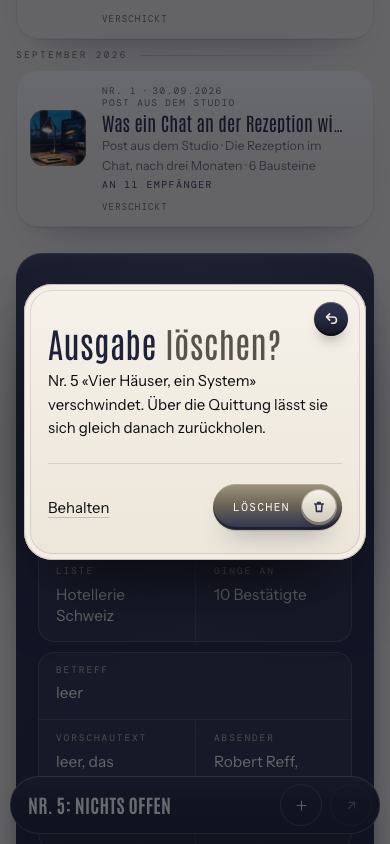 VERSCHICKT
SEPTEMBER 2026
NR. 1 · 30.09.2026
POST AUS DEM STUDIO
Was ein Chat an der Rezeption wi…
Post aus dem Studio · Die Rezeption im
Chat, nach drei Monaten · 6 Bausteine
AN 11 EMPFÄNGER
VERSCHICKT
Ausgabe löschen?
Nr. 5 «Vier Häuser, ein System»
verschwindet. Über die Quittung lässt sie
sich gleich danach zurückholen.
Behalten
LÖSCHEN
LISTE
GINGE AN
Hotellerie
Schweiz
10 Bestätigte
BETREFF
leer
VORSCHAUTEXT
ABSENDER
leer, das
Robert Reff,
NR. 5: NICHTS OFFEN